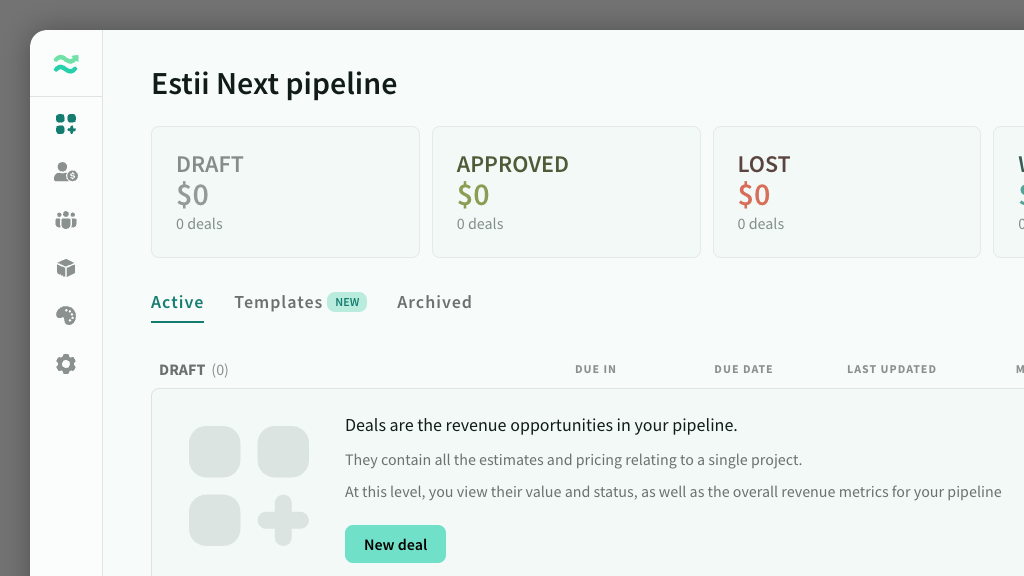 Estii Next pipeline
DRAFT
$0
0 deals
APPROVED
$0
0 deals
LOST
$0
0 deals
Active
Templates NEW
Archived
DRAFT (0)
DUE IN
DUE DATE
LAST UPDATED
Deals are the revenue opportunities in your pipeline.
They contain all the estimates and pricing relating to a single project.
At this level, you view their value and status, as well as the overall revenue metrics for your pipeline
New deal